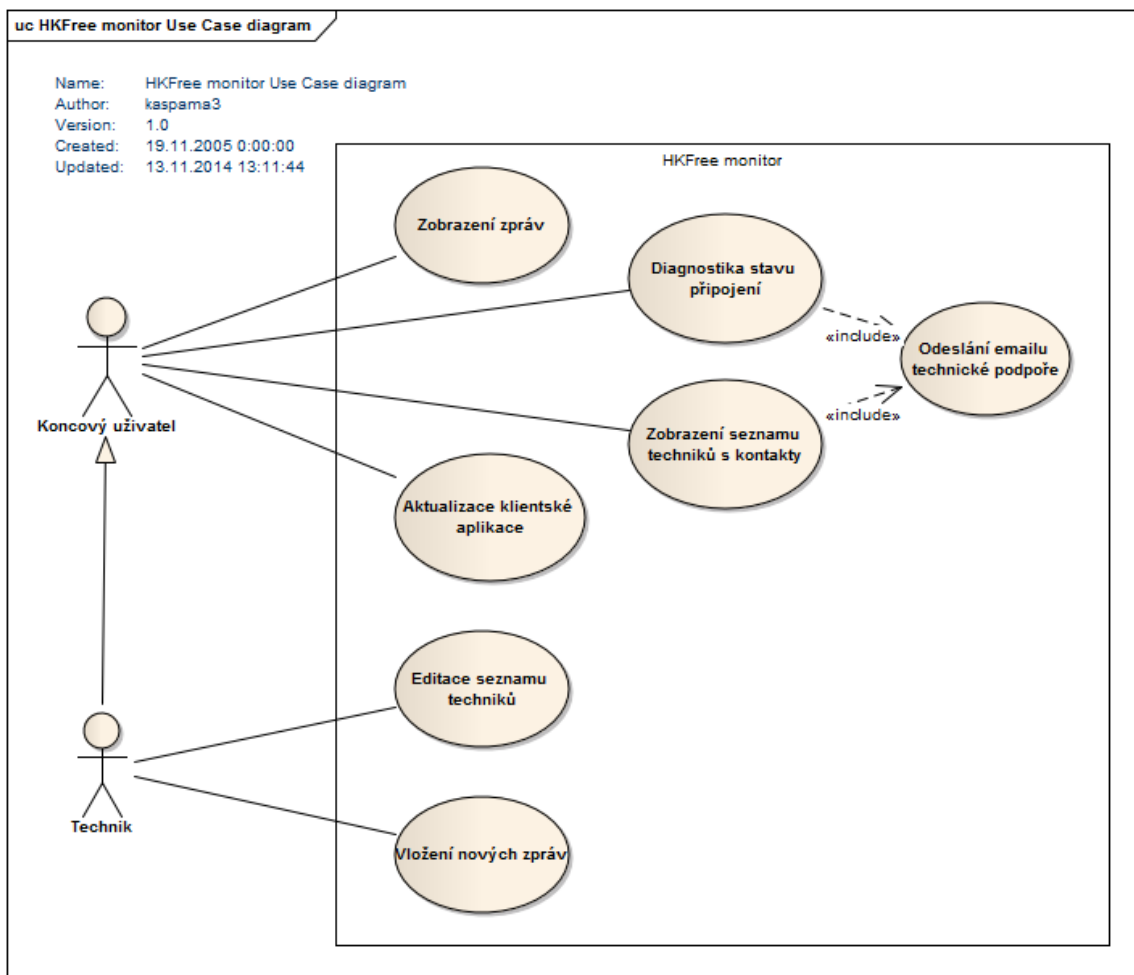 uc HKFree monitor Use Case diagram
Name: HKFree monitor Use Case diagram
Author: kaspama3
Version: 1.0
Created: 19.11.2005 0:00:00
Updated: 13.11.2014 13:11:44
HKFree monitor
Zobrazení zpráv
Diagnostika stavu
připojení
«include»
Odeslání emailu
technické podpoře
«include»
Koncový uživatel
Zobrazení seznamu
techniků s kontakty
Aktualizace klientské
aplikace
Editace seznamu
techniků
Technik
Vložení nových zpráv